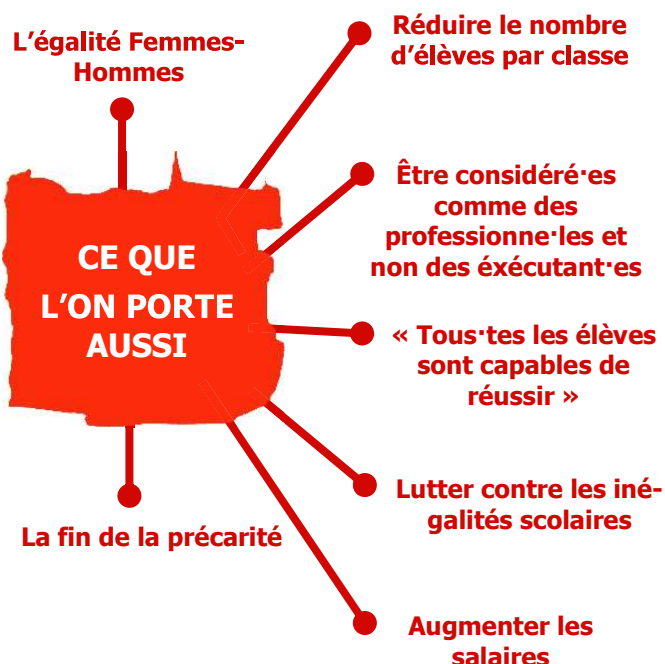 L'égalité Femmes-
Hommes
Réduire le nombre
d'élèves par classe
Être considéré·es
comme des
professionne·les et
non des éxécutant·es
CE QUE
L'ON PORTE
AUSSI
« Tous·tes les élèves
sont capables de
réussir »
Lutter contre les iné-
galités scolaires
La fin de la précarité
Augmenter les
salaires